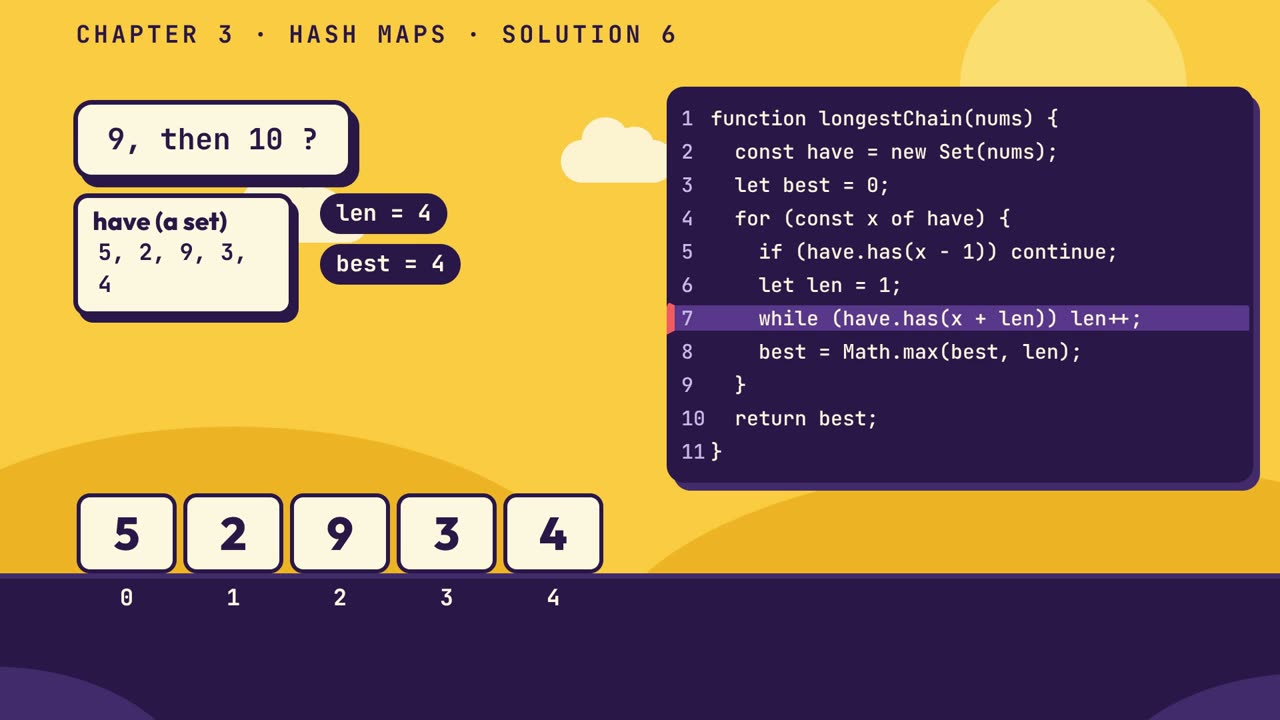 CHAPTER 3 · HASH MAPS · SOLUTION 6
9, then 10 ?
have (a set)
5, 2, 9, 3,
4
len = 4
best = 4
1 function longestChain(nums) {
2   const have = new Set(nums);
3   let best = 0;
4   for (const x of have) {
5     if (have.has(x - 1)) continue;
6     let len = 1;
7     while (have.has(x + len)) len++;
8     best = Math.max(best, len);
9   }
10   return best;
11 }
5 2 9 3 4
0 1 2 3 4